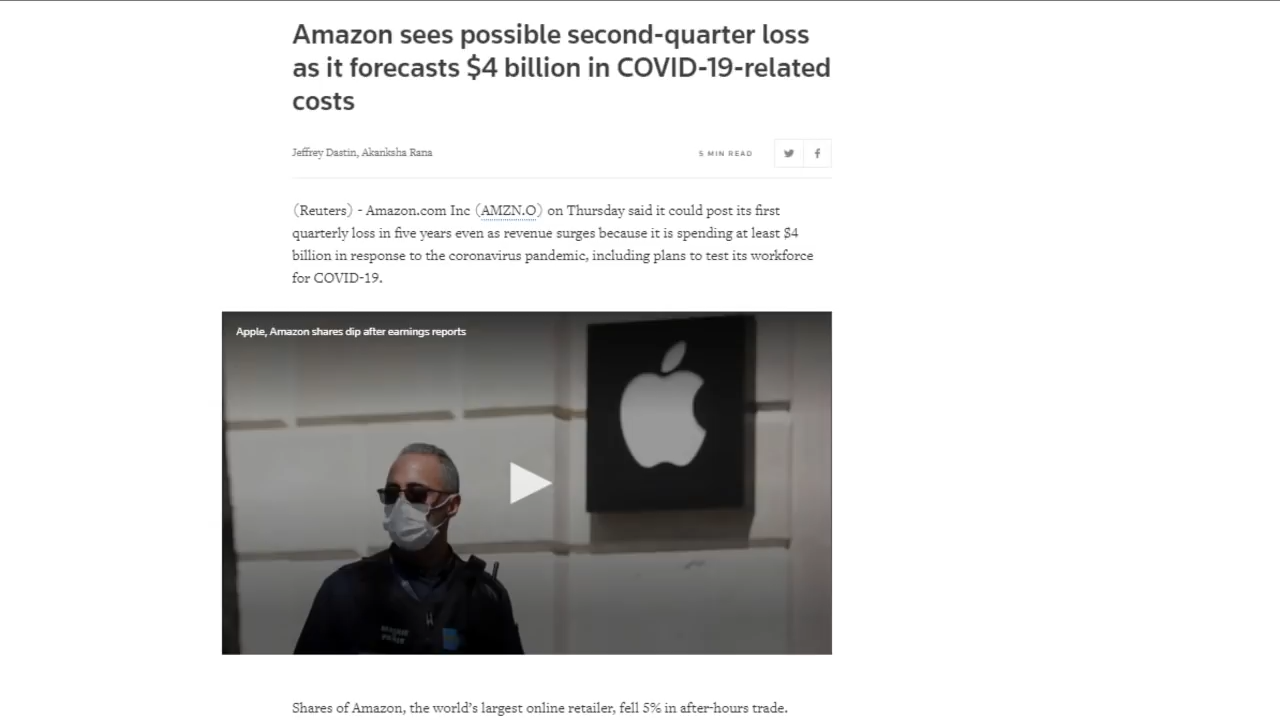 Amazon sees possible second-quarter loss
as it forecasts $4 billion in COVID-19-related
costs
Jeffrey Dastin, Akanksha Rana
5 MIN READ
(Reuters) - Amazon.com Inc (AMZN.O) on Thursday said it could post its first
quarterly loss in five years even as revenue surges because it is spending at least $4
billion in response to the coronavirus pandemic, including plans to test its workforce
for COVID-19.
Apple, Amazon shares dip after earnings reports
Shares of Amazon, the world’s largest online retailer, fell 5% in after-hours trade.